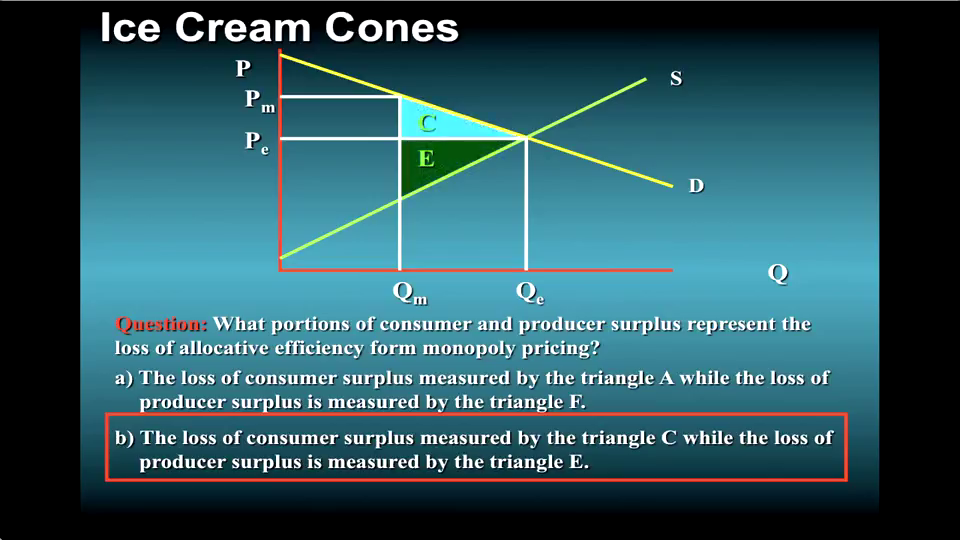 Ice Cream Cones
P
S
Pm
C
Pe
E
D
Q
Qm
Qe
Question: What portions of consumer and producer surplus represent the
loss of allocative efficiency form monopoly pricing?
a) The loss of consumer surplus measured by the triangle A while the loss of
producer surplus is measured by the triangle F.
b) The loss of consumer surplus measured by the triangle C while the loss of
producer surplus is measured by the triangle E.